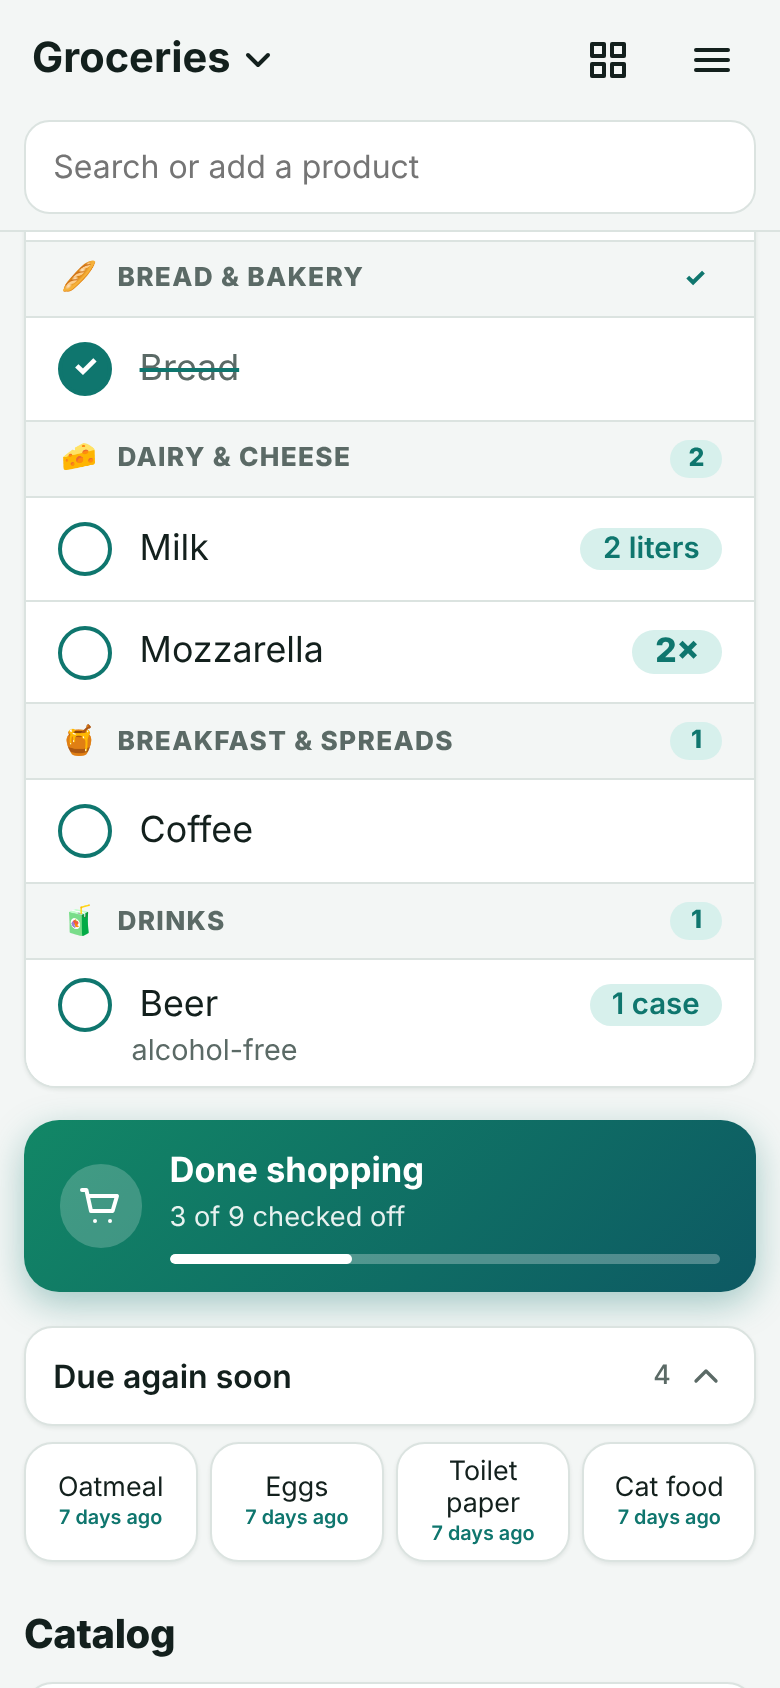 Groceries
Search or add a product
BREAD & BAKERY
Bread
DAIRY & CHEESE 2
Milk 2 liters
Mozzarella 2×
BREAKFAST & SPREADS 1
Coffee
DRINKS 1
Beer 1 case
alcohol-free
Done shopping
3 of 9 checked off
Due again soon 4
Oatmeal
7 days ago
Eggs
7 days ago
Toilet
paper
7 days ago
Cat food
7 days ago
Catalog